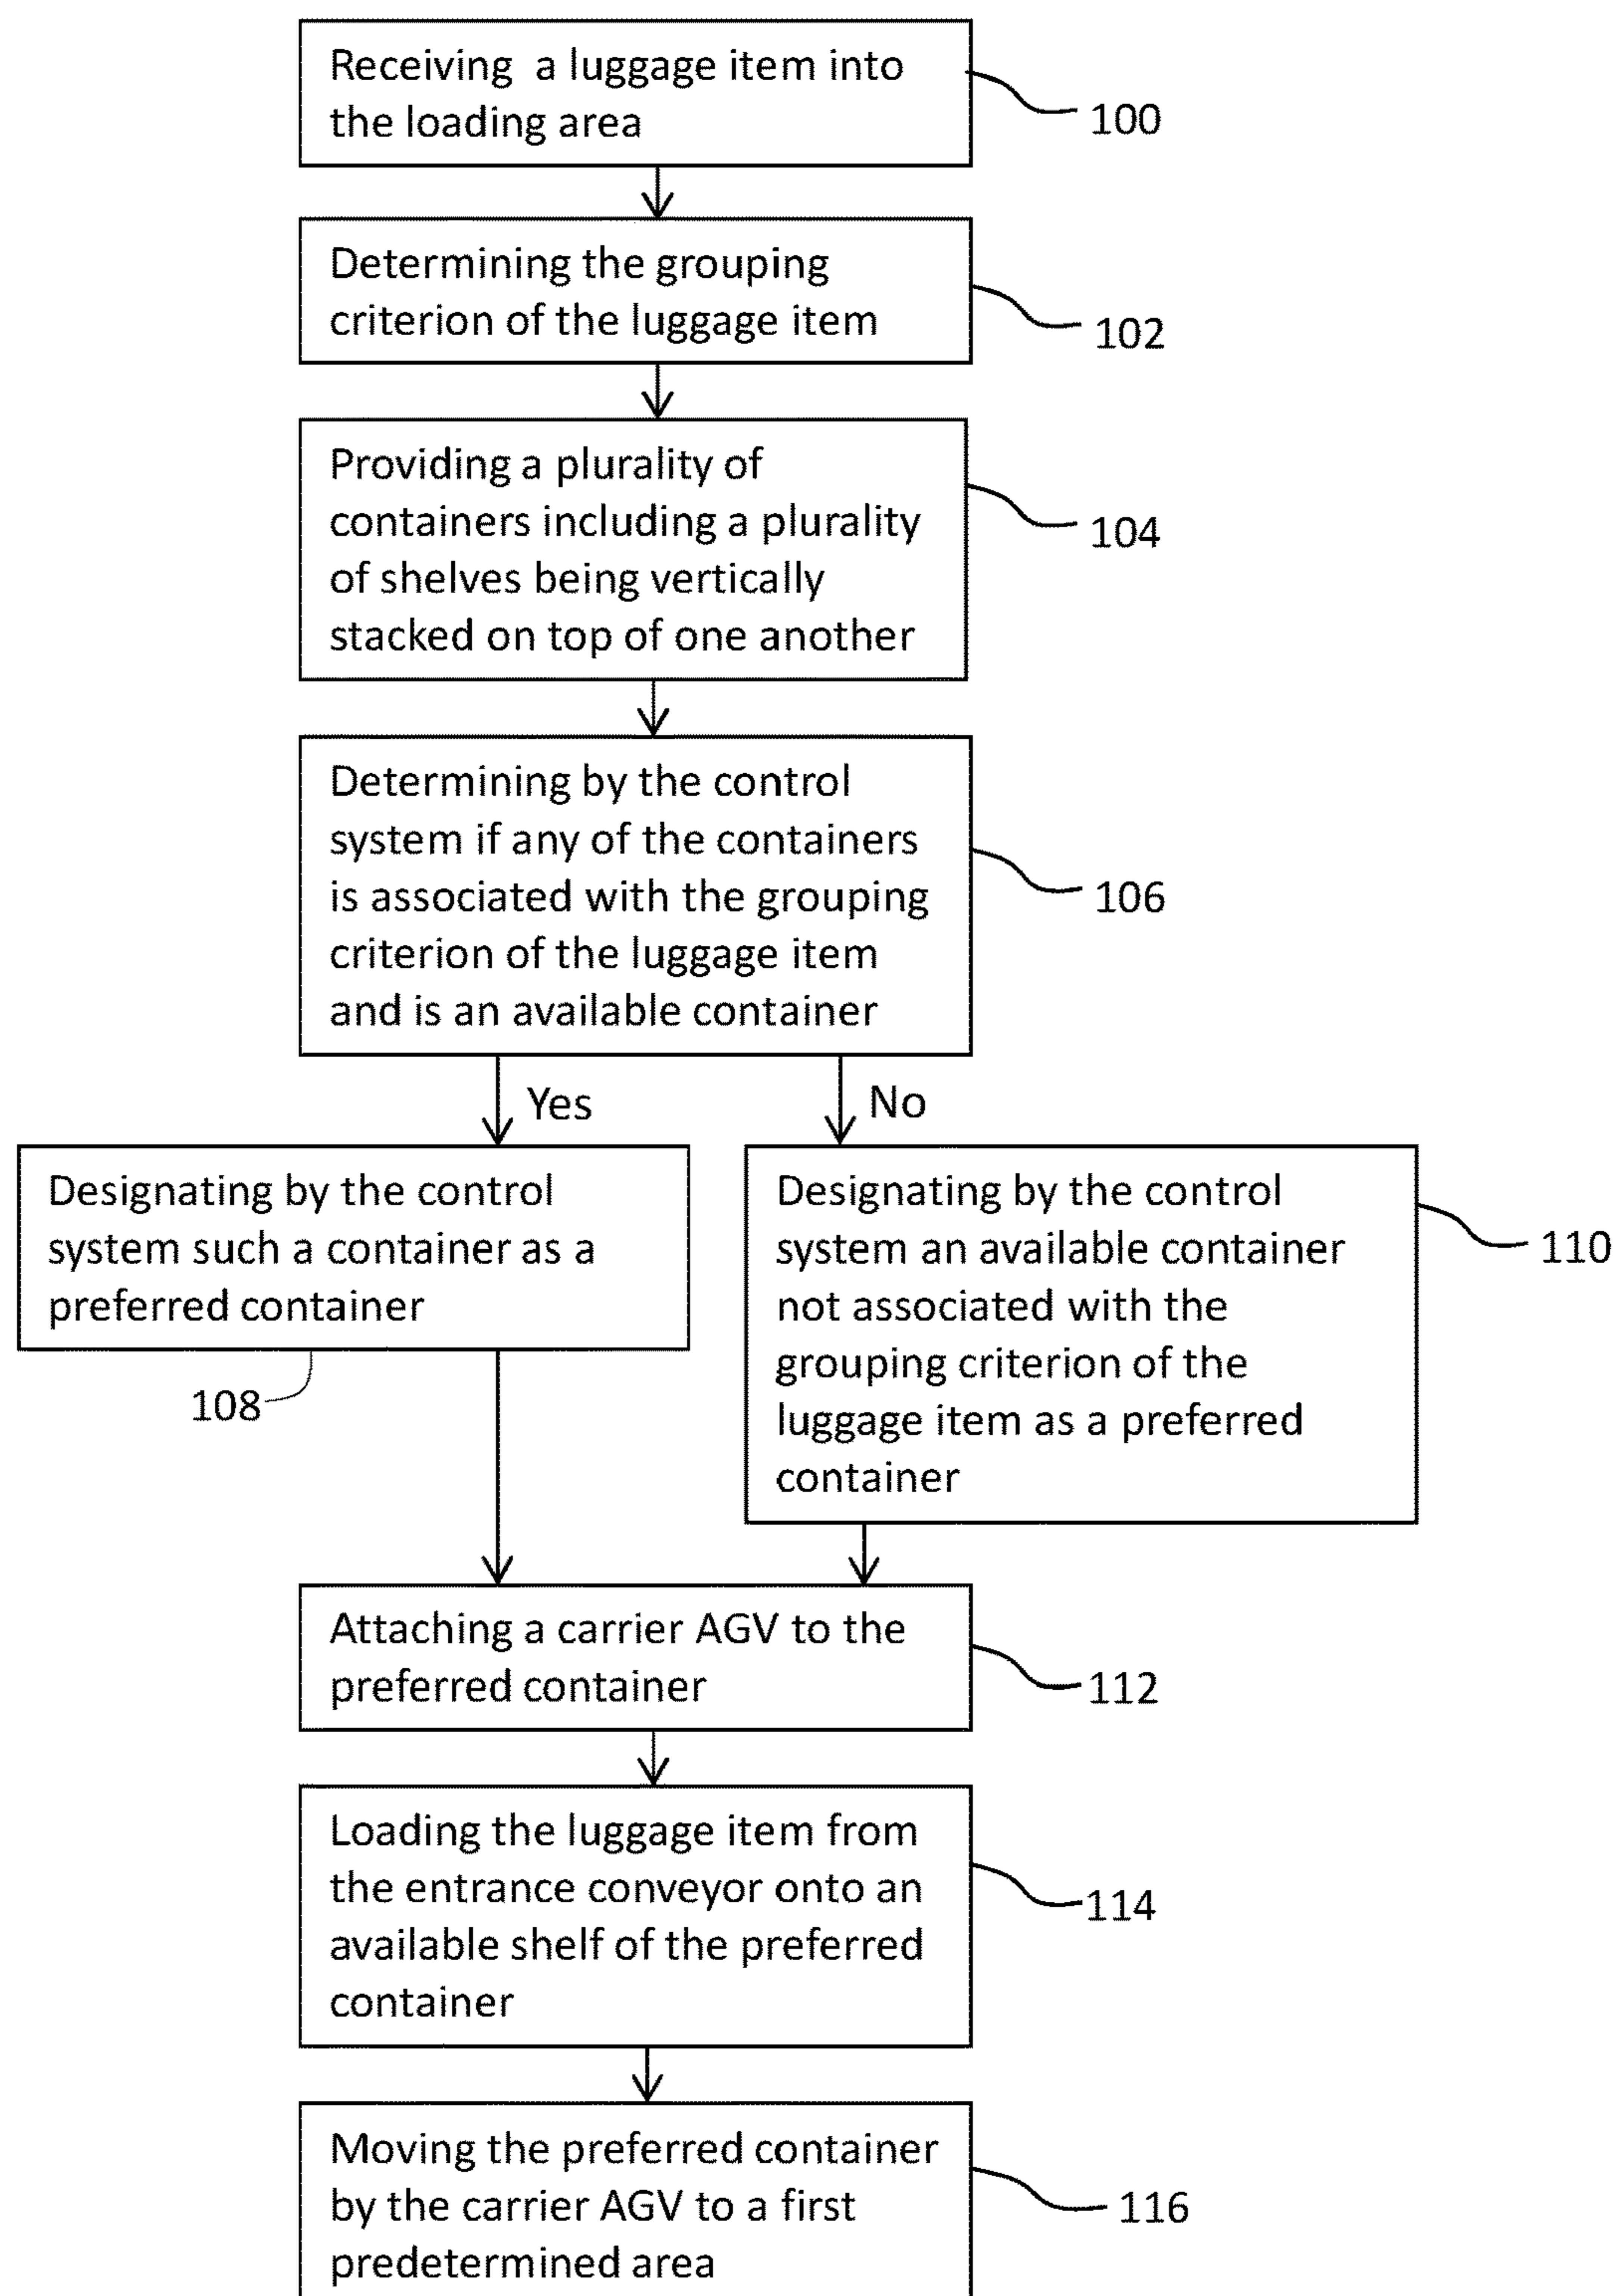 Receiving a luggage item into
the loading area
100
Determining the grouping
criterion of the luggage item
102
Providing a plurality of
containers including a plurality
of shelves being vertically
stacked on top of one another
104
Determining by the control
system if any of the containers
is associated with the grouping
criterion of the luggage item
and is an available container
106
Yes
No
Designating by the control
system such a container as a
preferred container
108
Designating by the control
system an available container
not associated with the
grouping criterion of the
luggage item as a preferred
container
110
Attaching a carrier AGV to the
preferred container
112
Loading the luggage item from
the entrance conveyor onto an
available shelf of the preferred
container
114
Moving the preferred container
by the carrier AGV to a first
predetermined area
116